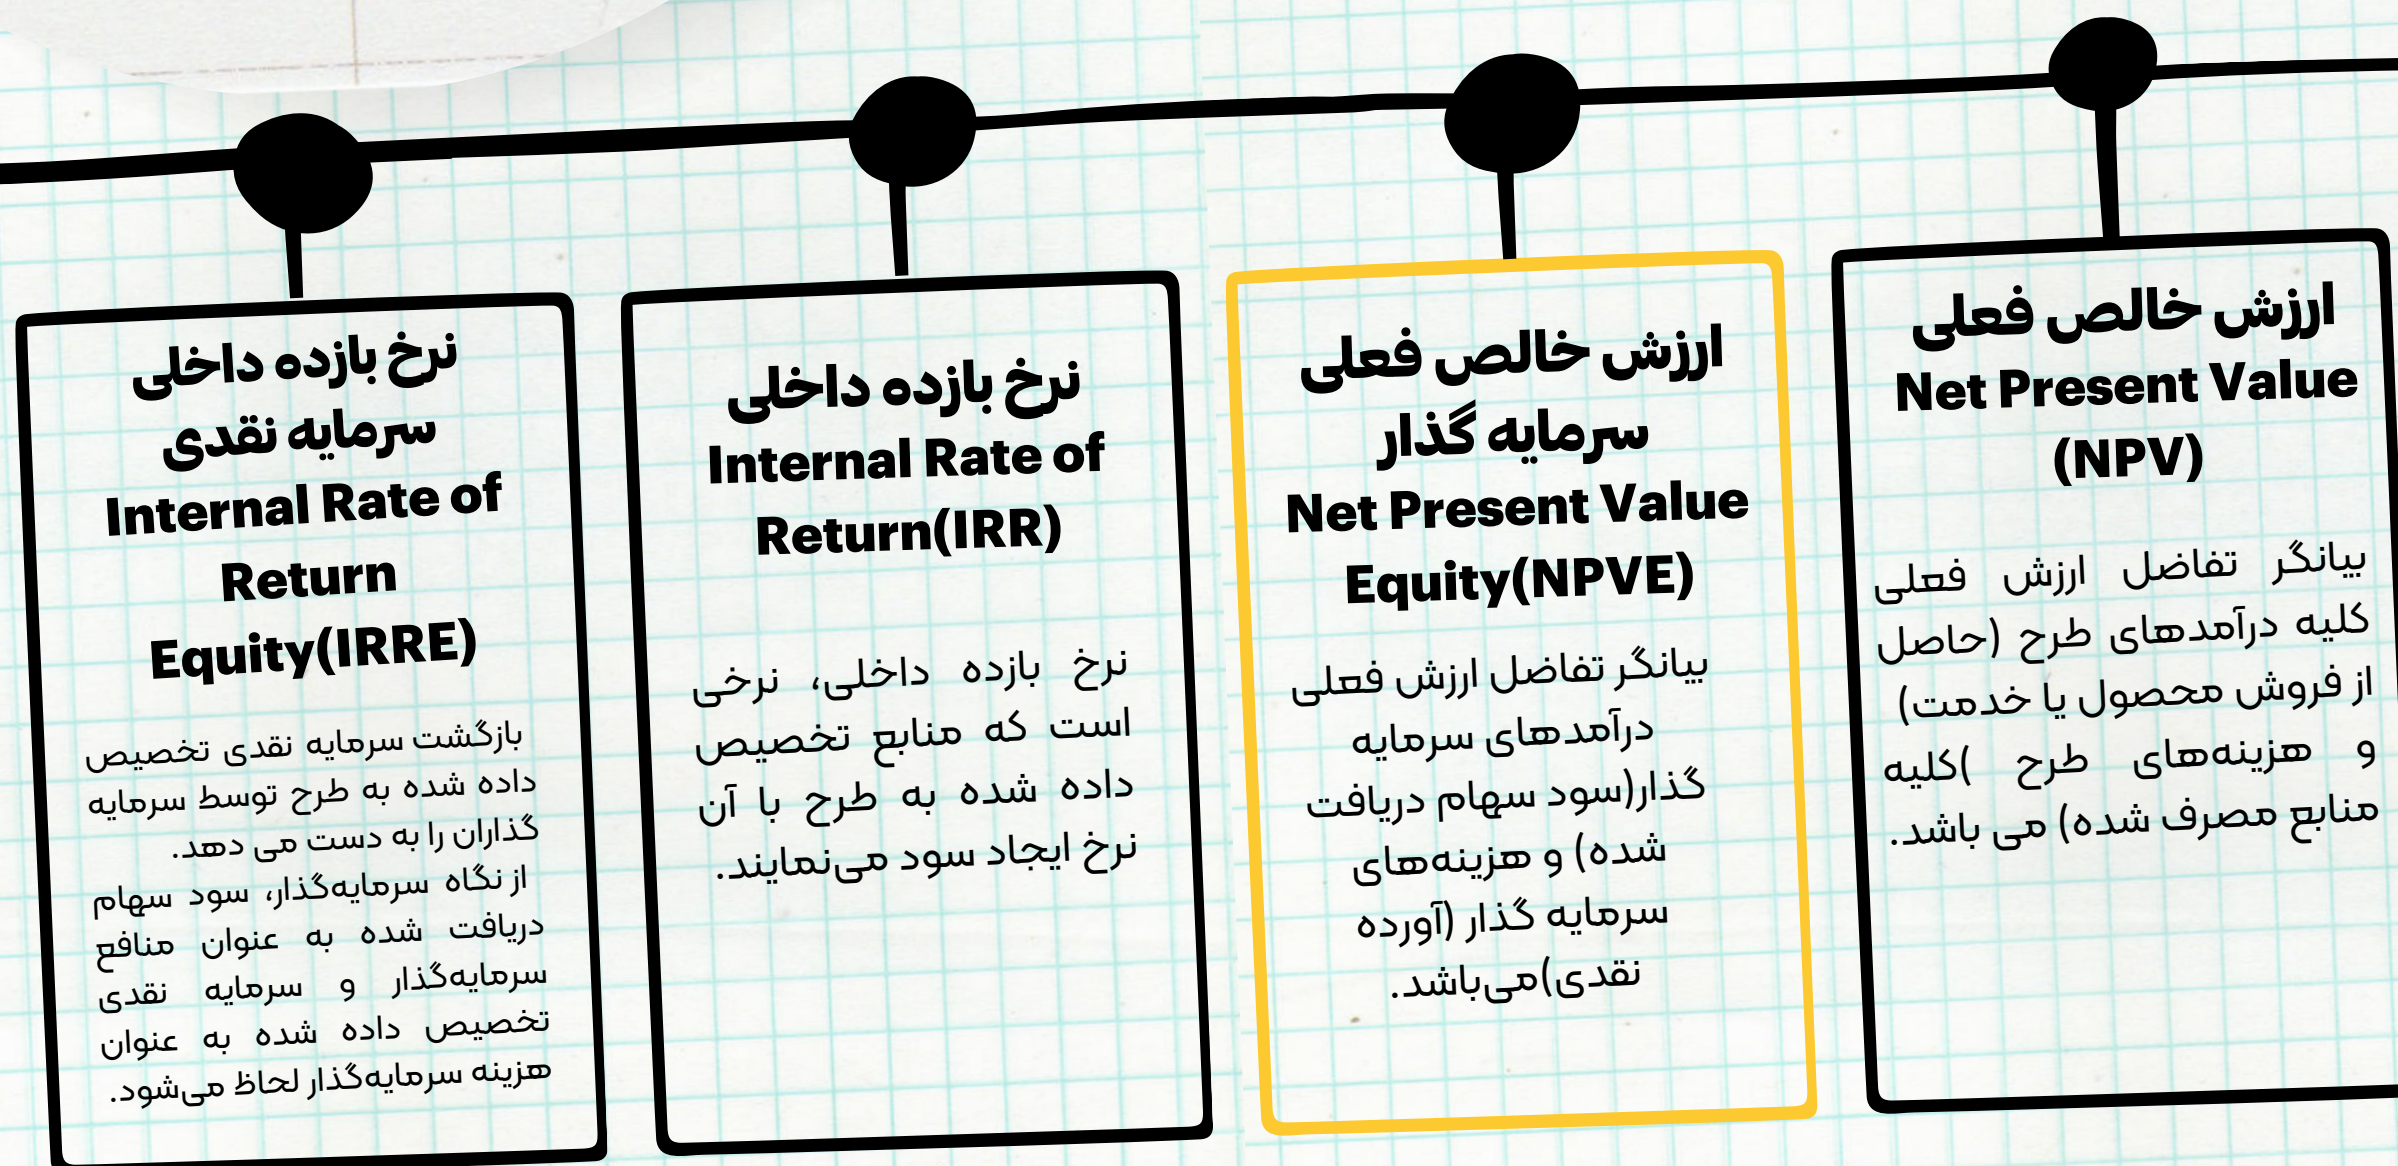 ارزش خالص فعلی
Net Present Value
(NPV)
بیانگر تفاضل ارزش فعلی
کلیه درآمدهای طرح (حاصل
از فروش محصول یا خدمت)
و هزینه‌های طرح )کلیه
منابع مصرف شده) می باشد.
ارزش خالص فعلی
سرمایه گذار
Net Present Value
Equity(NPVE)
بیانگر تفاضل ارزش فعلی
درآمدهای سرمایه
گذار(سود سهام دریافت
شده) و هزینه‌های
سرمایه گذار (آورده
نقدی)می‌باشد.
نرخ بازده داخلی
Internal Rate of
Return(IRR)
نرخ بازده داخلی، نرخی
است که منابع تخصیص
داده شده به طرح با آن
نرخ ایجاد سود می‌نمایند.
نرخ بازده داخلی
سرمایه نقدی
Internal Rate of
Return
Equity(IRRE)
بازگشت سرمایه نقدی تخصیص
داده شده به طرح توسط سرمایه
گذاران را به دست می دهد.
از نگاه سرمایه‌گذار، سود سهام
دریافت شده به عنوان منافع
سرمایه‌گذار و سرمایه نقدی
تخصیص داده شده به عنوان
هزینه سرمایه‌گذار لحاظ می‌شود.